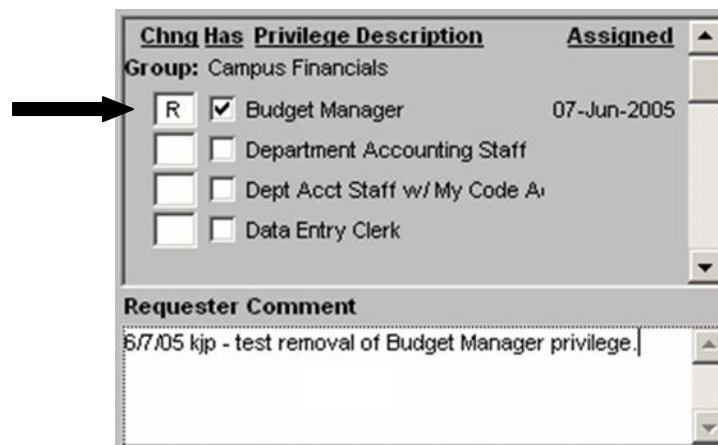 Chng Has Privilege Description Assigned
Group: Campus Financials
R Budget Manager 07-Jun-2005
Department Accounting Staff
Dept Acct Staff w/ My Code
Data Entry Clerk
Requester Comment
6/7/05 kjp - test removal of Budget Manager privilege.